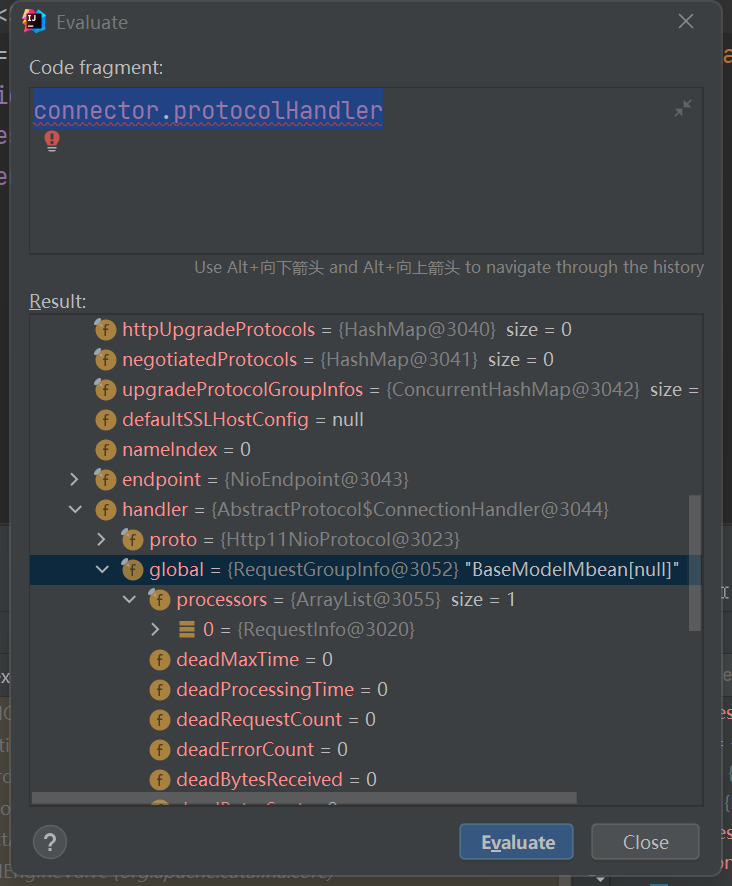 Evaluate
Code fragment:
connector.protocolHandler
Use Alt+向下箭头 and Alt+向上箭头 to navigate through the history
Result:
httpUpgradeProtocols = {HashMap@3040} size = 0
negotiatedProtocols = {HashMap@3041} size = 0
upgradeProtocolGroupInfos = {ConcurrentHashMap@3042} size =
defaultSSLHostConfig = null
nameIndex = 0
endpoint = {NioEndpoint@3043}
handler = {AbstractProtocol$ConnectionHandler@3044}
proto = {Http11NioProtocol@3023}
global = {RequestGroupInfo@3052} "BaseModelMbean[null]"
processors = {ArrayList@3055} size = 1
0 = {RequestInfo@3020}
deadMaxTime = 0
deadProcessingTime = 0
deadRequestCount = 0
deadErrorCount = 0
deadBytesReceived = 0
?
Evaluate
Close